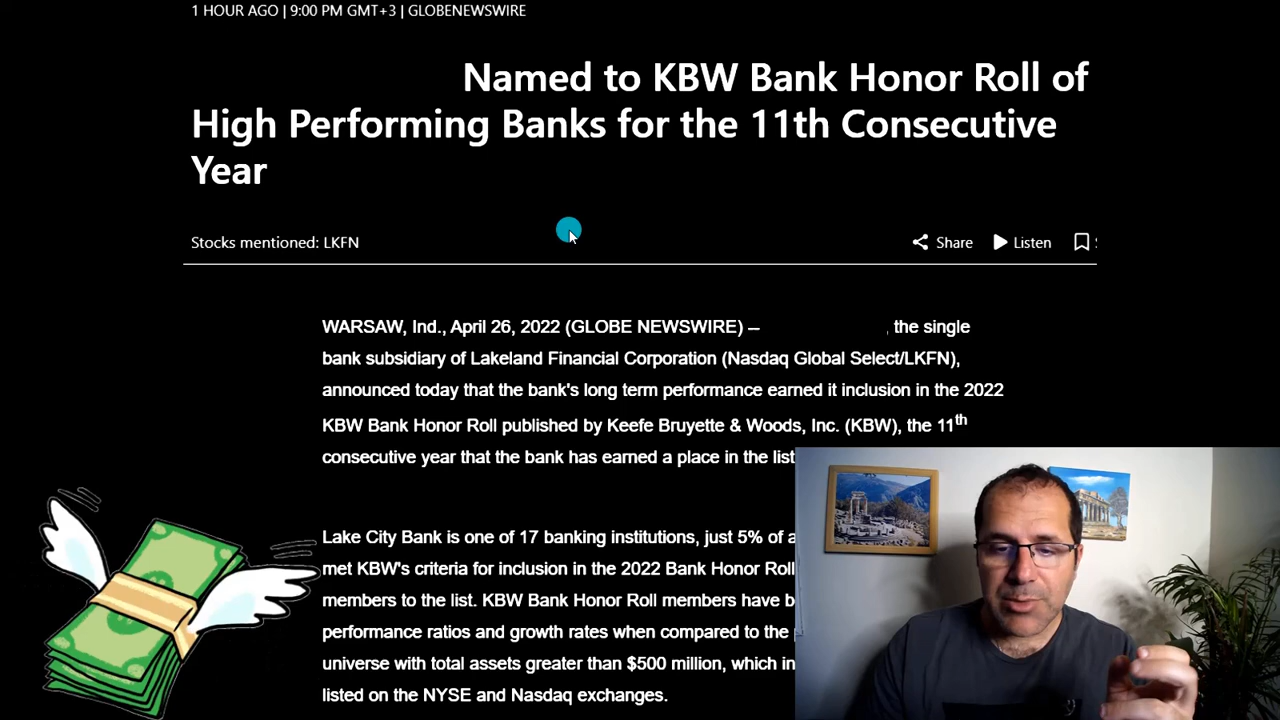 1 HOUR AGO | 9:00 PM GMT+3 | GLOBENEWSWIRE
Named to KBW Bank Honor Roll of
High Performing Banks for the 11th Consecutive
Year
Stocks mentioned: LKFN
Share Listen
WARSAW, Ind., April 26, 2022 (GLOBE NEWSWIRE) -- , the single
bank subsidiary of Lakeland Financial Corporation (Nasdaq Global Select/LKFN),
announced today that the bank's long term performance earned it inclusion in the 2022
KBW Bank Honor Roll published by Keefe Bruyette & Woods, Inc. (KBW), the 11th
consecutive year that the bank has earned a place in the list
Lake City Bank is one of 17 banking institutions, just 5% of a
met KBW's criteria for inclusion in the 2022 Bank Honor Roll
members to the list. KBW Bank Honor Roll members have b
performance ratios and growth rates when compared to the
universe with total assets greater than $500 million, which in
listed on the NYSE and Nasdaq exchanges.